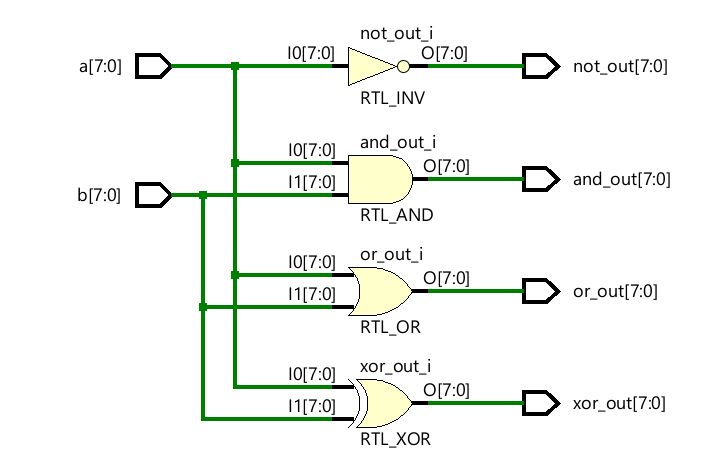 not_out_i
a[7:0] I0[7:0] O[7:0] not_out[7:0]
RTL_INV
and_out_i
I0[7:0] O[7:0] and_out[7:0]
b[7:0] I1[7:0]
RTL_AND
or_out_i
I0[7:0] O[7:0] or_out[7:0]
I1[7:0]
RTL_OR
xor_out_i
I0[7:0] O[7:0] xor_out[7:0]
I1[7:0]
RTL_XOR